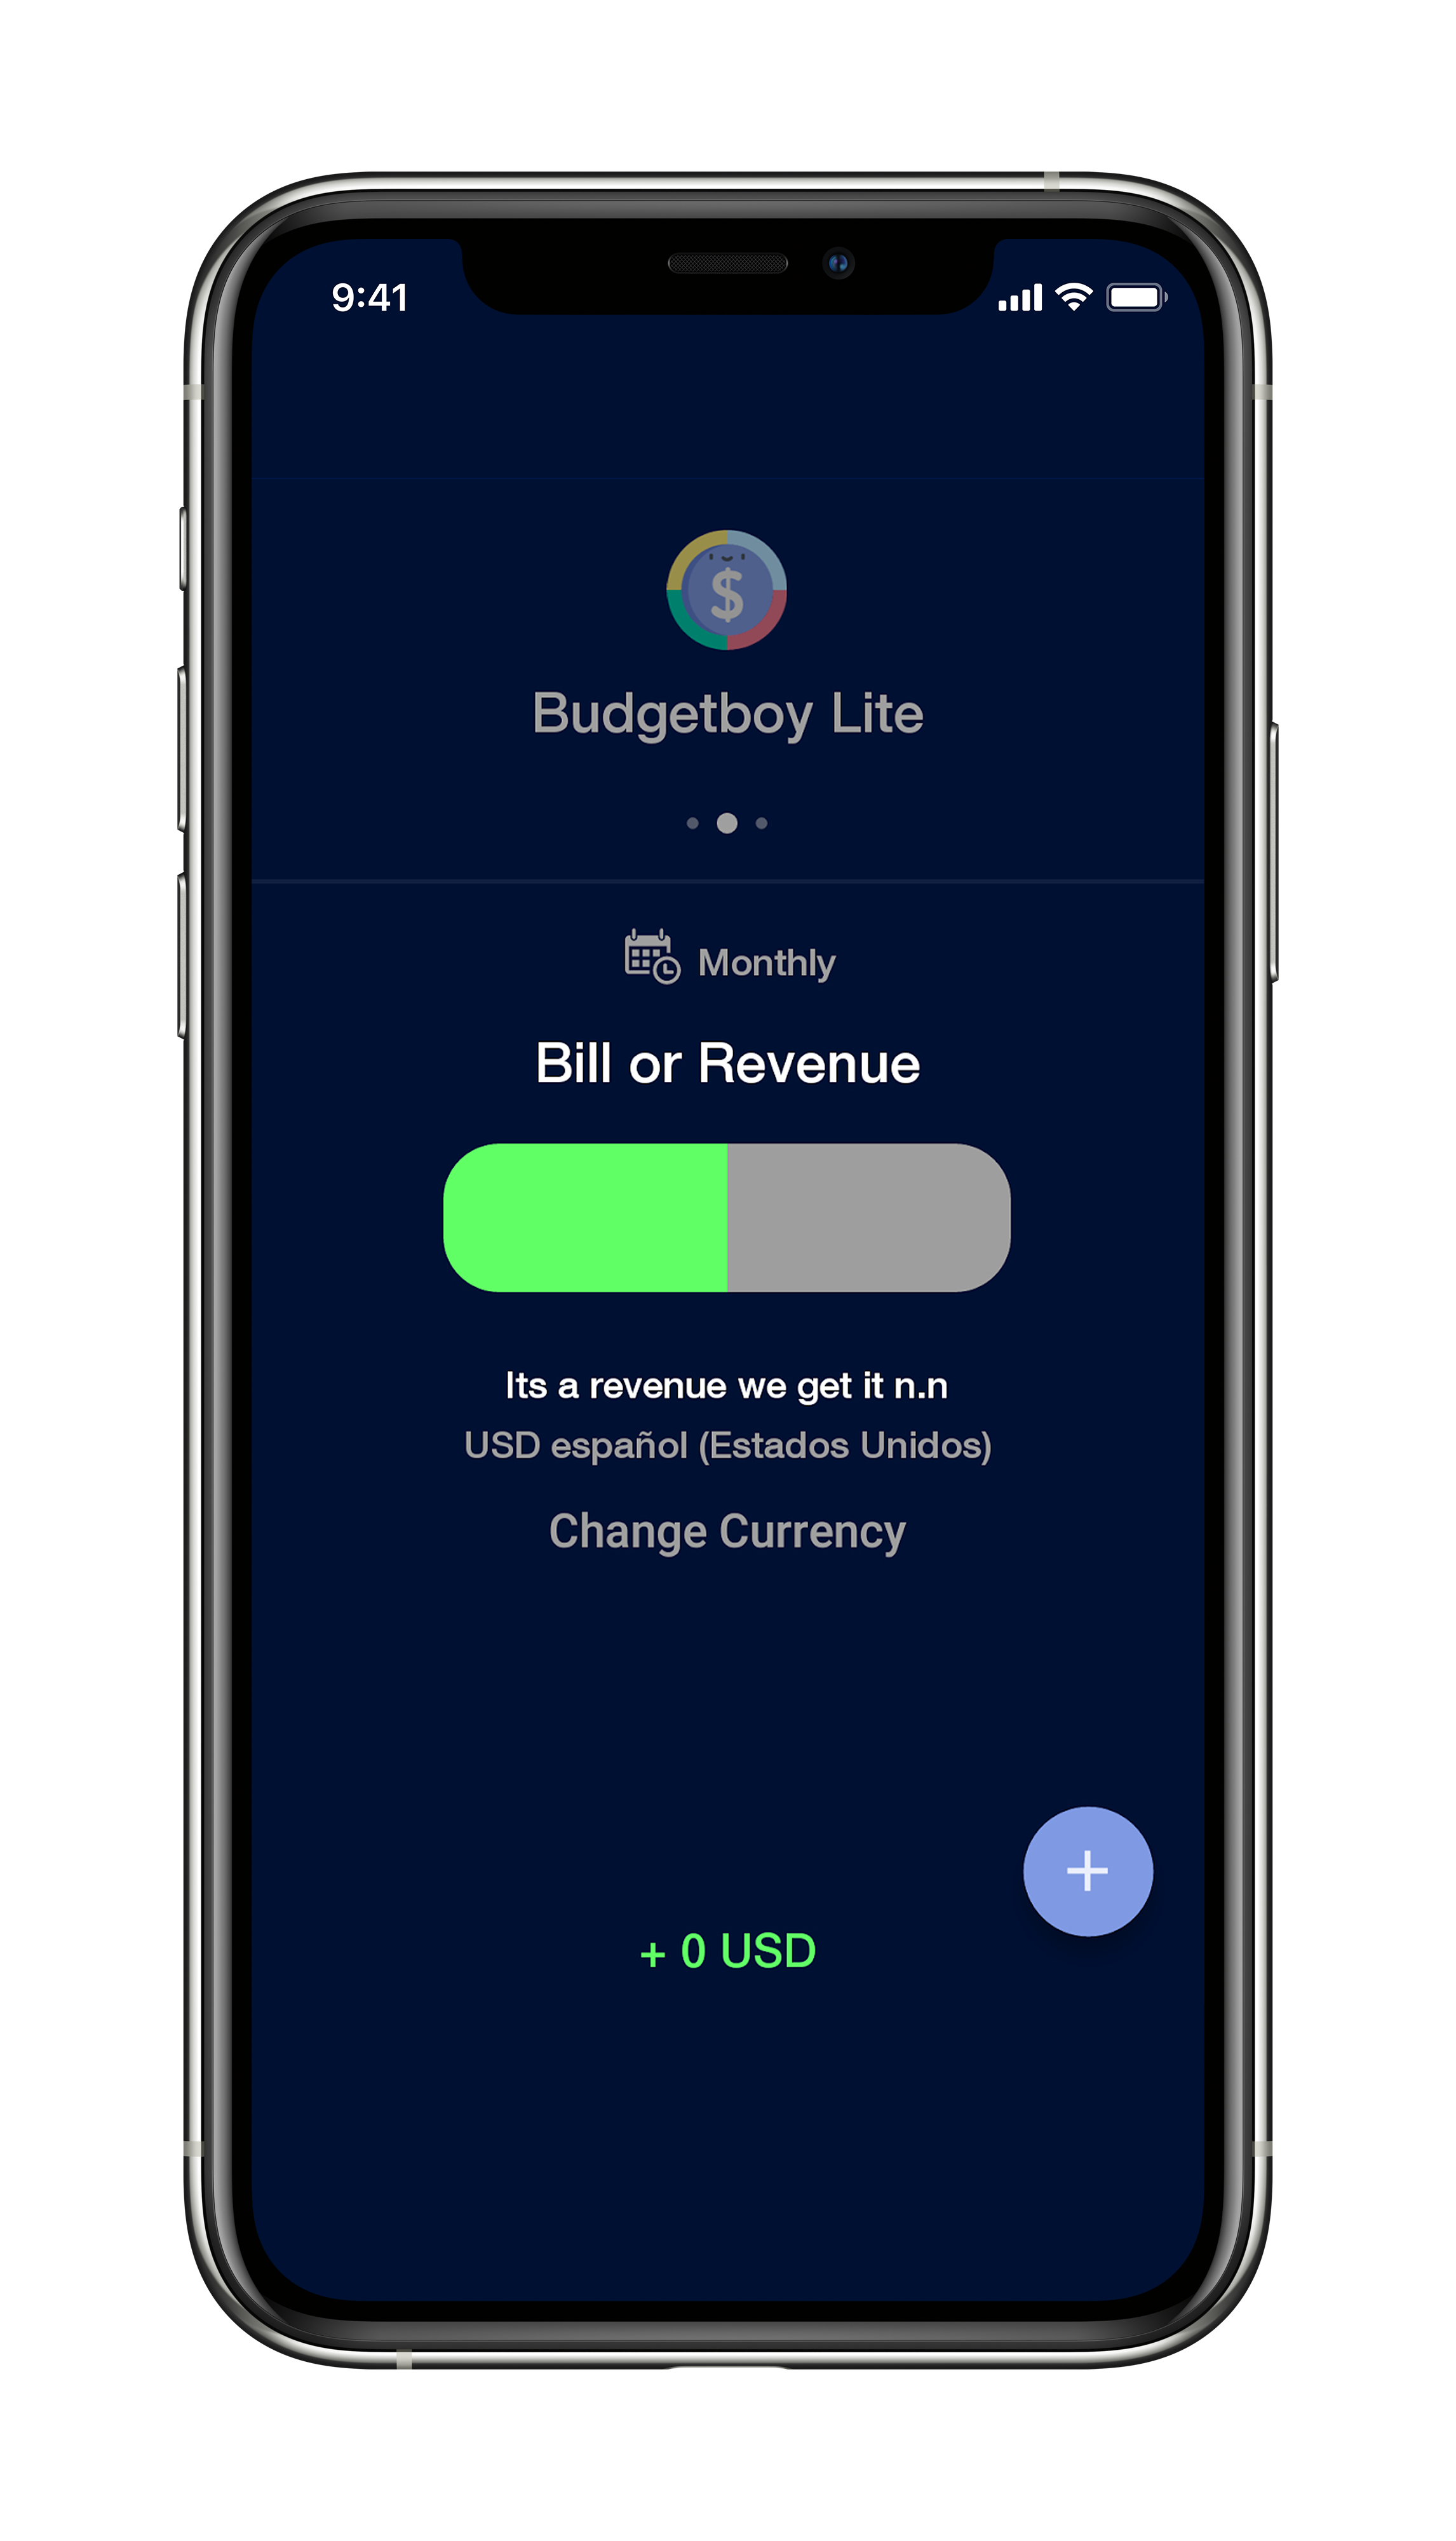 9:41
$
Budgetboy Lite
Monthly
Bill or Revenue
Its a revenue we get it n.n
USD español (Estados Unidos)
Change Currency
+
+ 0 USD